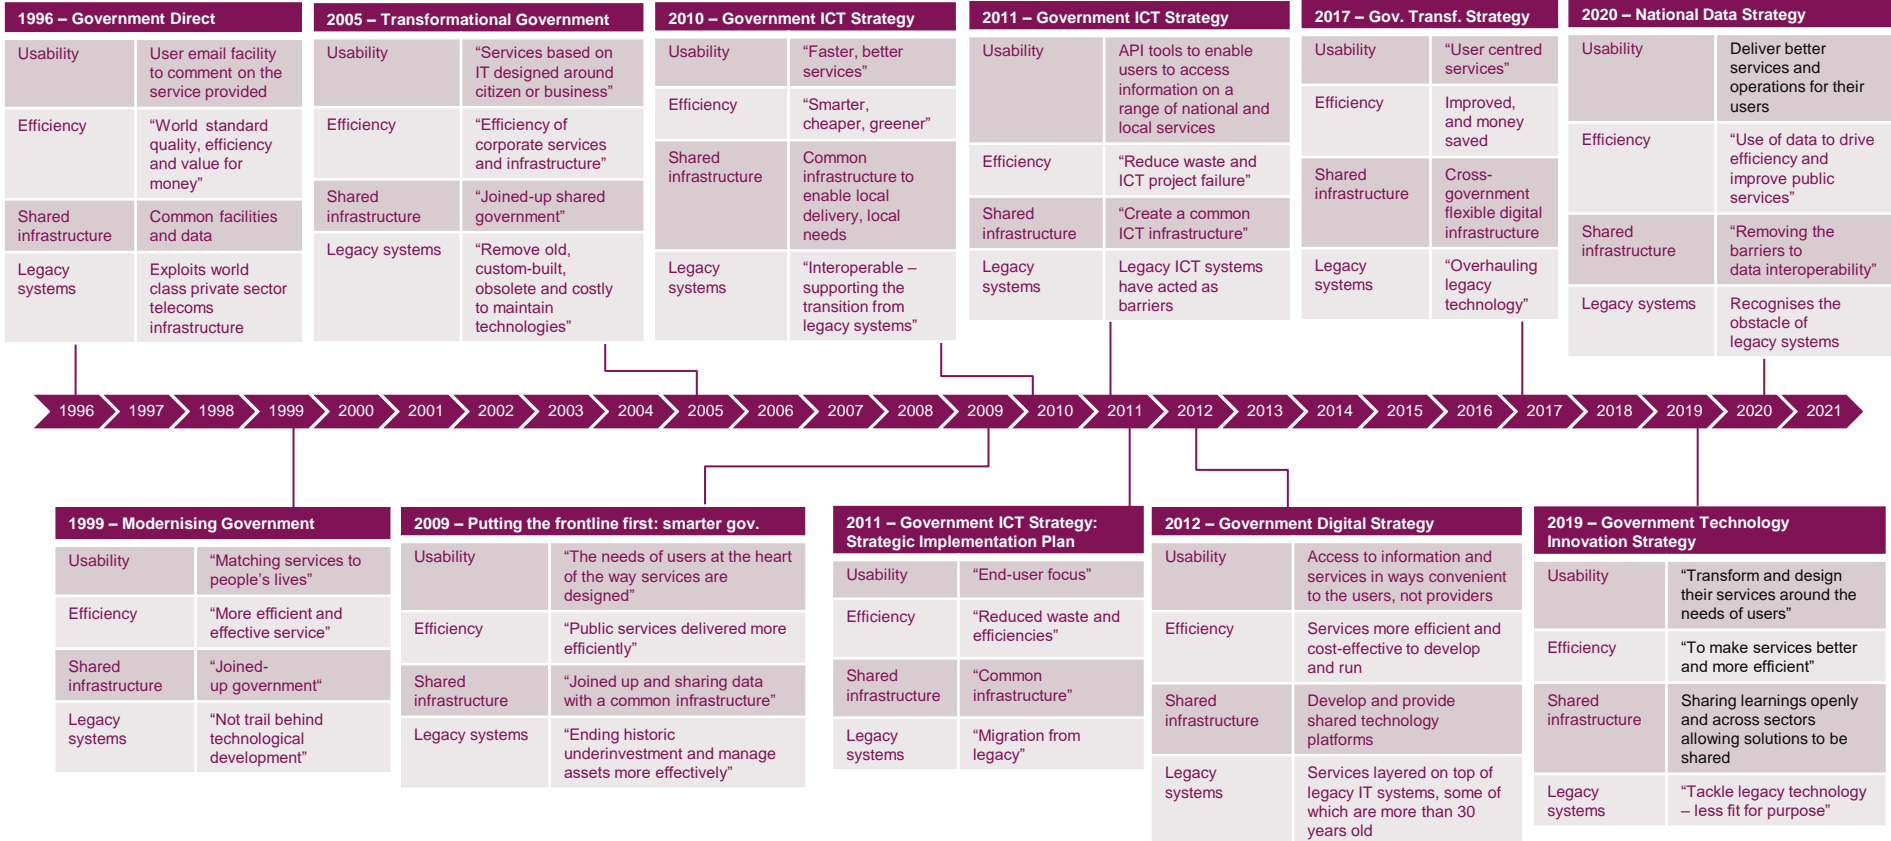 1996 – Government Direct
Usability
User email facility
to comment on the
service provided
Efficiency
“World standard
quality, efficiency
and value for
money”
Shared
infrastructure
Common facilities
and data
Legacy
systems
Exploits world
class private sector
telecoms
infrastructure
2005 – Transformational Government
Usability
“Services based on
IT designed around
citizen or business”
Efficiency
“Efficiency of
corporate services
and infrastructure”
Shared
infrastructure
“Joined-up shared
government”
Legacy systems
“Remove old,
custom-built,
obsolete and costly
to maintain
technologies”
2010 – Government ICT Strategy
Usability
“Faster, better
services”
Efficiency
“Smarter,
cheaper, greener”
Shared
infrastructure
Common
infrastructure to
enable local
delivery, local
needs
Legacy
systems
“Interoperable –
supporting the
transition from
legacy systems”
2011 – Government ICT Strategy
Usability
API tools to enable
users to access
information on a
range of national and
local services
Efficiency
“Reduce waste and
ICT project failure”
Shared
infrastructure
“Create a common
ICT infrastructure”
Legacy
systems
Legacy ICT systems
have acted as
barriers
2017 – Gov. Transf. Strategy
Usability
“User centred
services”
Efficiency
Improved,
and money
saved
Shared
infrastructure
Cross-
government
flexible digital
infrastructure
Legacy
systems
“Overhauling
legacy
technology”
2020 – National Data Strategy
Usability
Deliver better
services and
operations for their
users
Efficiency
“Use of data to drive
efficiency and
improve public
services”
Shared
infrastructure
“Removing the
barriers to
data interoperability”
Legacy systems
Recognises the
obstacle of
legacy systems
1996 1997 1998 1999 2000 2001 2002 2003 2004 2005 2006 2007 2008 2009 2010 2011 2012 2013 2014 2015 2016 2017 2018 2019 2020 2021
1999 – Modernising Government
Usability
“Matching services to
people’s lives”
Efficiency
“More efficient and
effective service”
Shared
infrastructure
“Joined-
up government“
Legacy
systems
“Not trail behind
technological
development”
2009 – Putting the frontline first: smarter gov.
Usability
“The needs of users at the heart
of the way services are
designed”
Efficiency
“Public services delivered more
efficiently”
Shared
infrastructure
“Joined up and sharing data
with a common infrastructure”
Legacy systems
“Ending historic
underinvestment and manage
assets more effectively”
2011 – Government ICT Strategy:
Strategic Implementation Plan
Usability
“End-user focus”
Efficiency
“Reduced waste and
efficiencies”
Shared
infrastructure
“Common
infrastructure”
Legacy
systems
“Migration from
legacy”
2012 – Government Digital Strategy
Usability
Access to information and
services in ways convenient
to the users, not providers
Efficiency
Services more efficient and
cost-effective to develop
and run
Shared
infrastructure
Develop and provide
shared technology
platforms
Legacy
systems
Services layered on top of
legacy IT systems, some of
which are more than 30
years old
2019 – Government Technology
Innovation Strategy
Usability
“Transform and design
their services around the
needs of users”
Efficiency
“To make services better
and more efficient”
Shared
infrastructure
Sharing learnings openly
and across sectors
allowing solutions to be
shared
Legacy
systems
“Tackle legacy technology
– less fit for purpose”